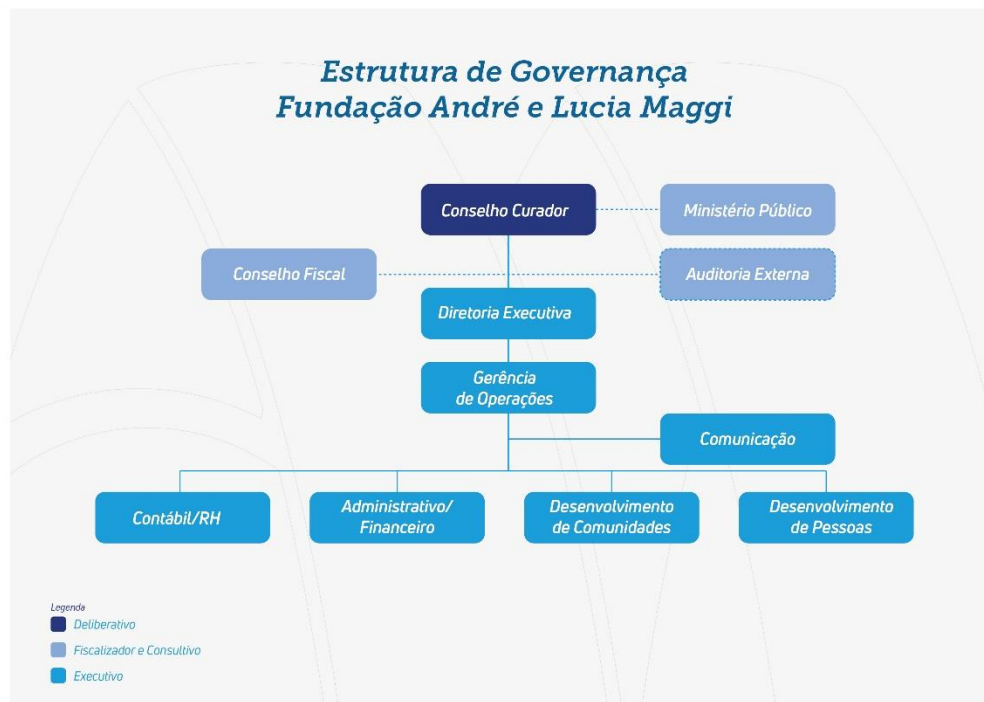 Estrutura de Governança
Fundação André e Lucia Maggi
Conselho Curador
Ministério Público
Conselho Fiscal
Auditoria Externa
Diretoria Executiva
Gerência
de Operações
Comunicação
Contábil/RH
Administrativo/
Financeiro
Desenvolvimento
de Comunidades
Desenvolvimento
de Pessoas
Legenda
Deliberativo
Fiscalizador e Consultivo
Executivo